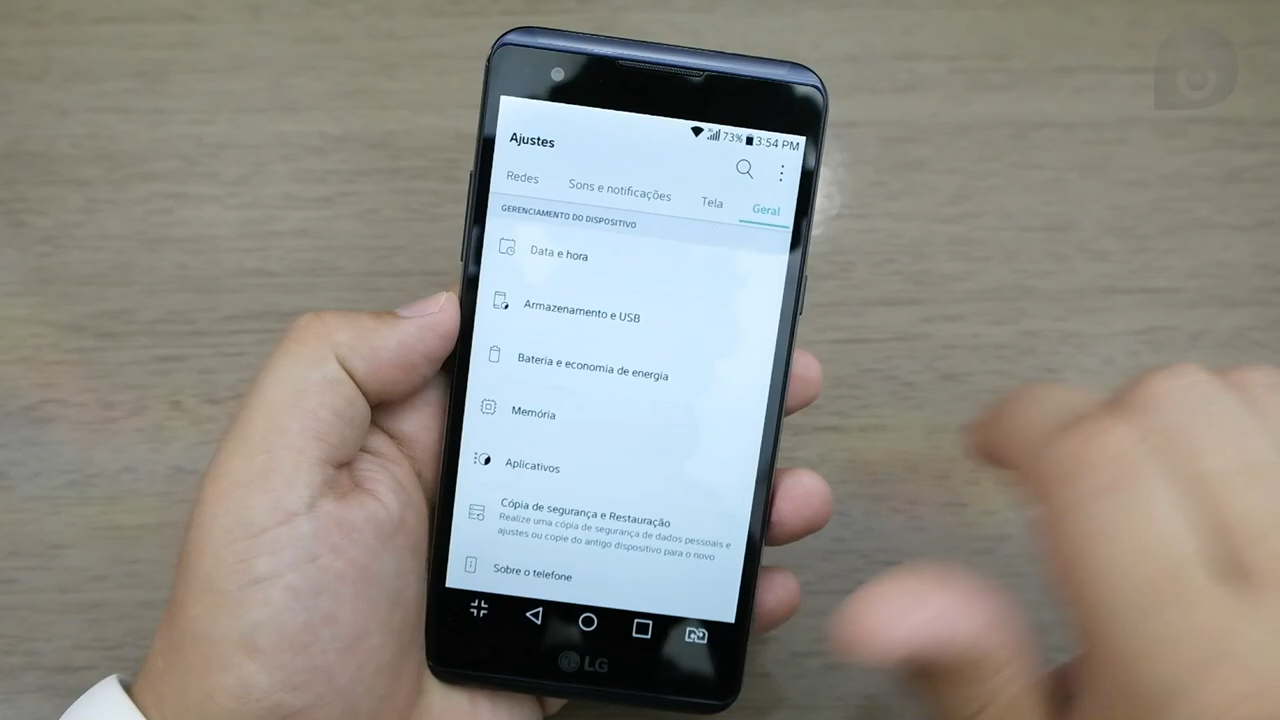 73% 3:54 PM
Ajustes
Redes Sons e notificações Tela Geral
GERENCIAMENTO DO DISPOSITIVO
Data e hora
Armazenamento e USB
Bateria e economia de energia
Memória
Aplicativos
Cópia de segurança e Restauração
Realize uma cópia de segurança de dados pessoais e
ajustes ou copie do antigo dispositivo para o novo
Sobre o telefone
LG